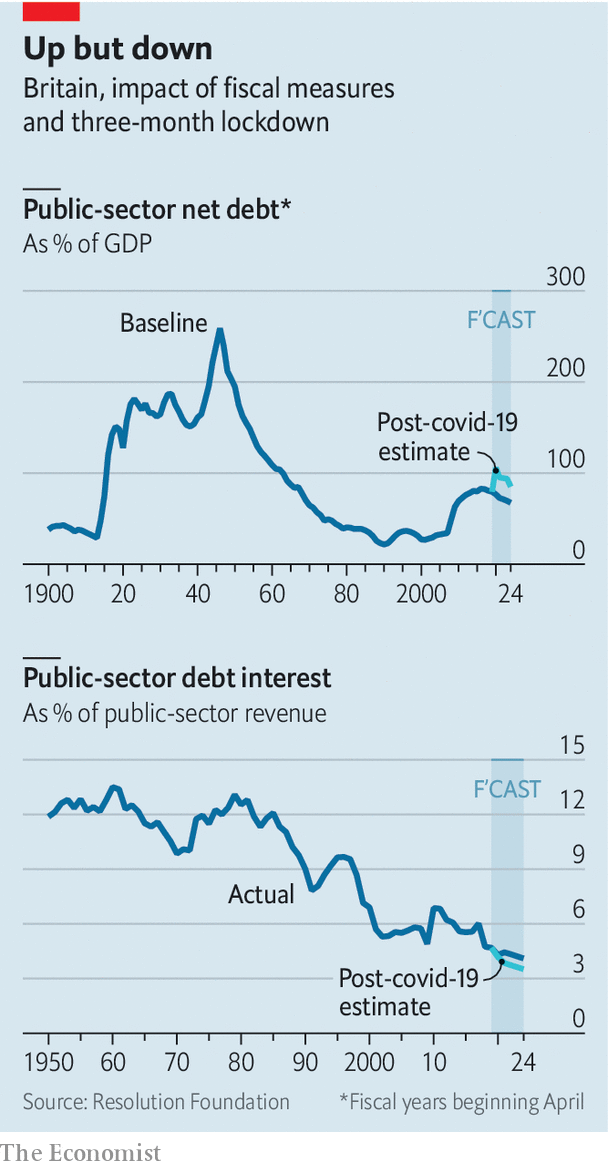 Up but down
Britain, impact of fiscal measures
and three-month lockdown
Public-sector net debt*
As % of GDP
300
Baseline
F'CAST
200
Post-covid-19
estimate
100
0
1900
20
40
60
80
2000
24
Public-sector debt interest
As % of public-sector revenue
15
F'CAST
12
9
Actual
6
3
Post-covid-19
estimate
0
1950
60
70
80
90
2000
10
24
Source: Resolution Foundation
*Fiscal years beginning April
The Economist